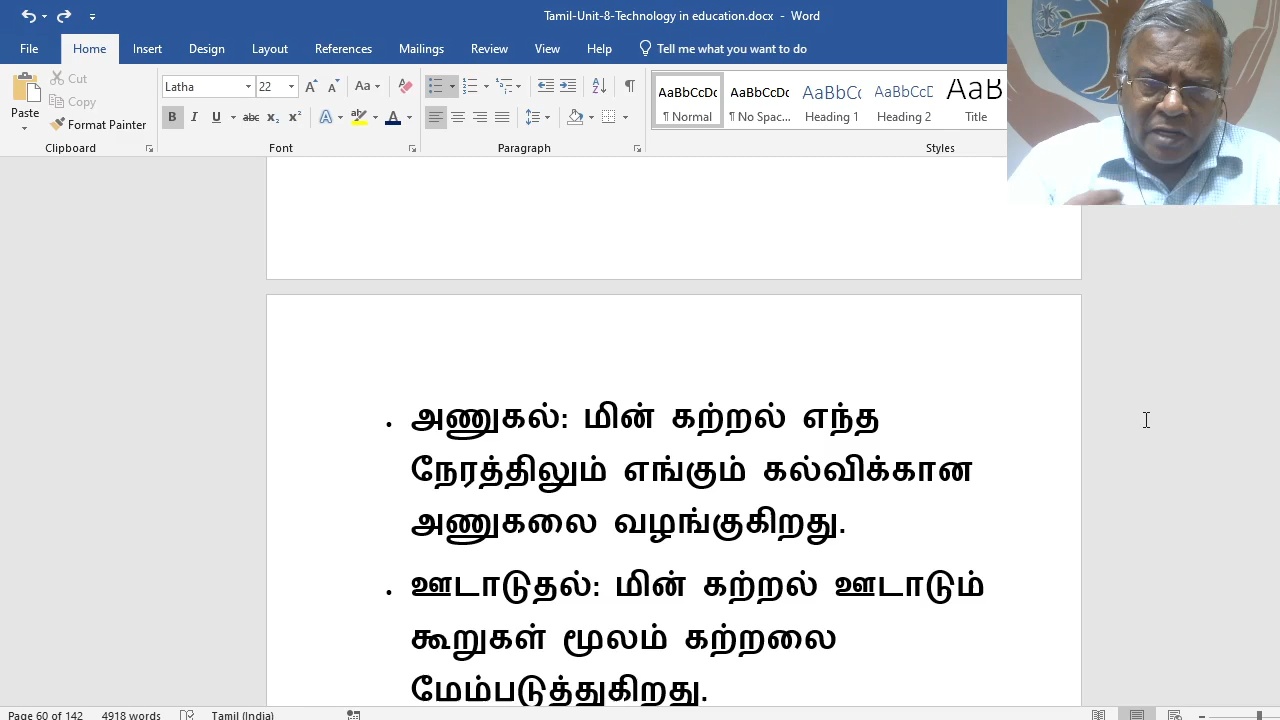 Tamil-Unit-8-Technology in education.docx - Word
File Home Insert Design Layout References Mailings Review View Help Tell me what you want to do
Paste
Cut
Copy
Format Painter
Clipboard
Latha 22
Font
Paragraph
AaBbCcDc AaBbCcDc AaBbCc AaBbCcD AaB
¶ Normal ¶ No Spac... Heading 1 Heading 2 Title
Styles
• அணுகல்: மின் கற்றல் எந்த
நேரத்திலும் எங்கும் கல்விக்கான
அணுகலை வழங்குகிறது.
• ஊடாடுதல்: மின் கற்றல் ஊடாடும்
கூறுகள் மூலம் கற்றலை
மேம்படுத்துகிறது.
Page 60 of 142 4918 words Tamil (India)